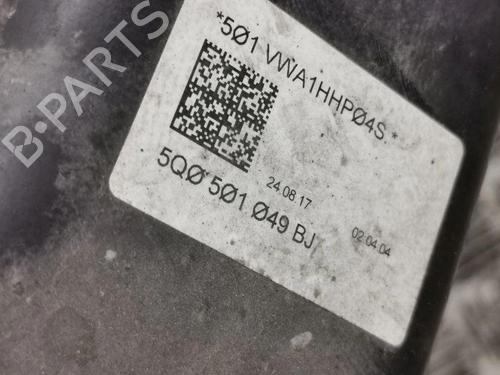 *5Ø1 VWA1HHPØ4S*
24.08.17
02:04:04
5QØ 5Ø1 Ø49 BJ
B-PARTS